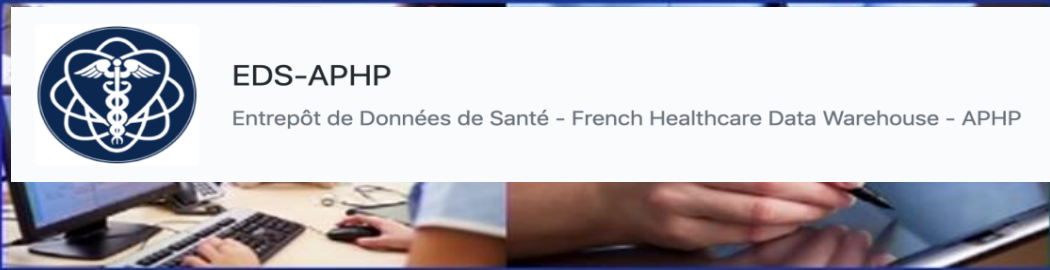 EDS-APHP
Entrepôt de Données de Santé - French Healthcare Data Warehouse - APHP